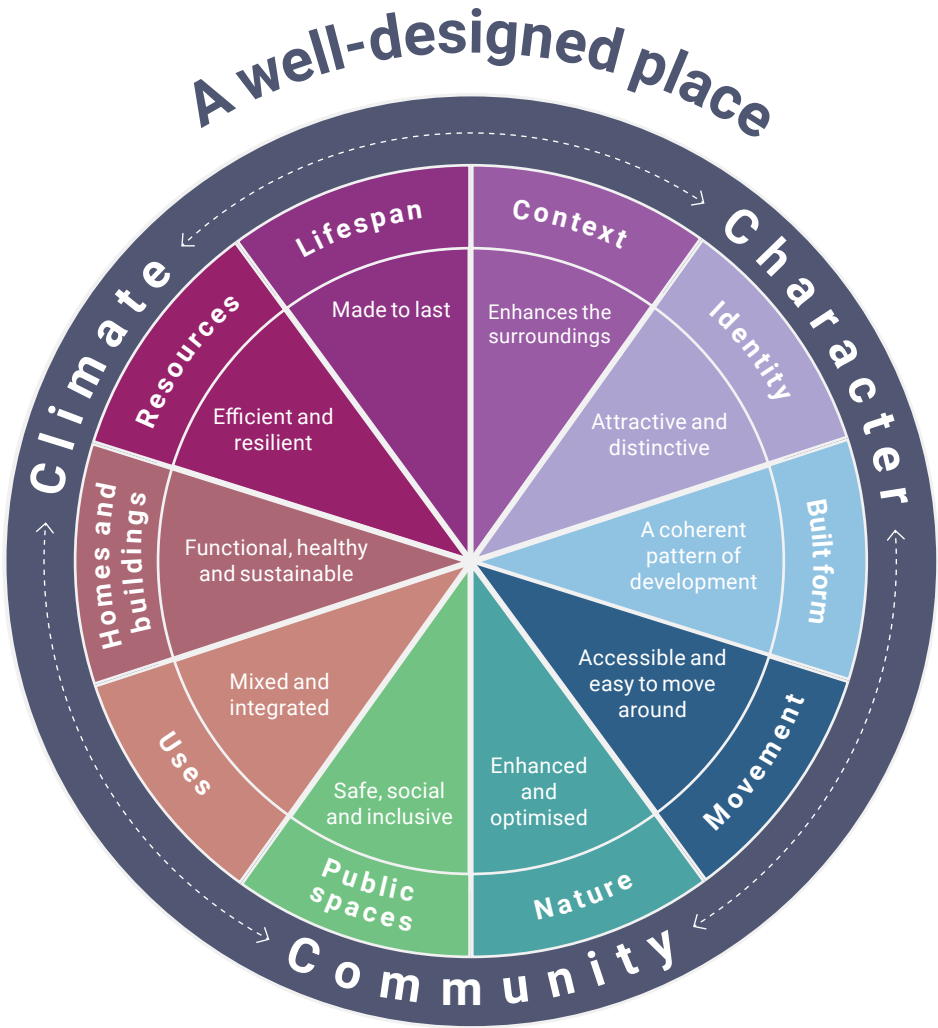 A well-designed place
Climate
Character
Community
Context
Enhances the
surroundings
Identity
Attractive and
distinctive
Built form
A coherent
pattern of
development
Movement
Accessible and
easy to move
around
Nature
Enhanced
and
optimised
Public
spaces
Safe, social
and inclusive
Uses
Mixed and
integrated
Homes and
buildings
Functional, healthy
and sustainable
Resources
Efficient and
resilient
Lifespan
Made to last